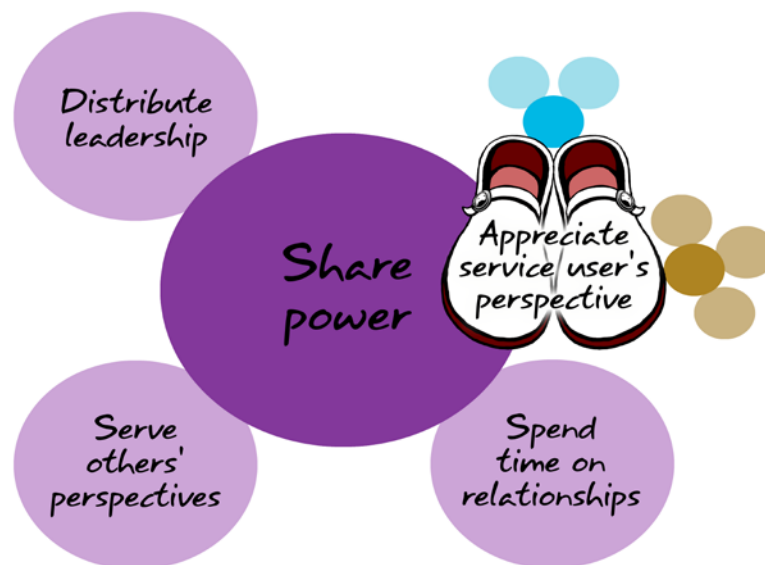 Distribute
leadership
Share
power
Appreciate
service user's
perspective
Serve
others'
perspectives
Spend
time on
relationships